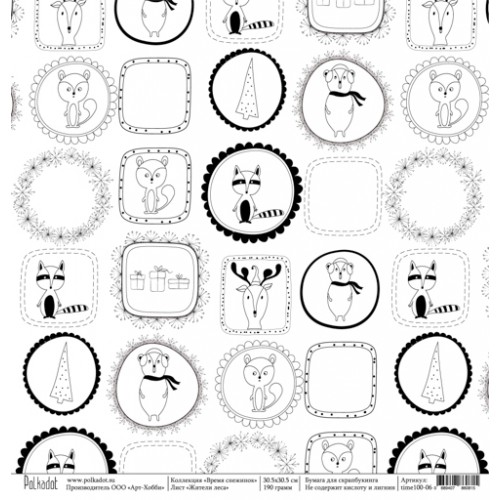 Polkadot
www.polkadot.ru
Производитель ООО «Арт-Хобби»
Коллекция «Время снежинок»
Лист «Жители леса»
30.5x30.5 см
190 грамм
Бумага для скрапбукинга
Не содержит кислоту и лигнин
Артикул:
time100-06